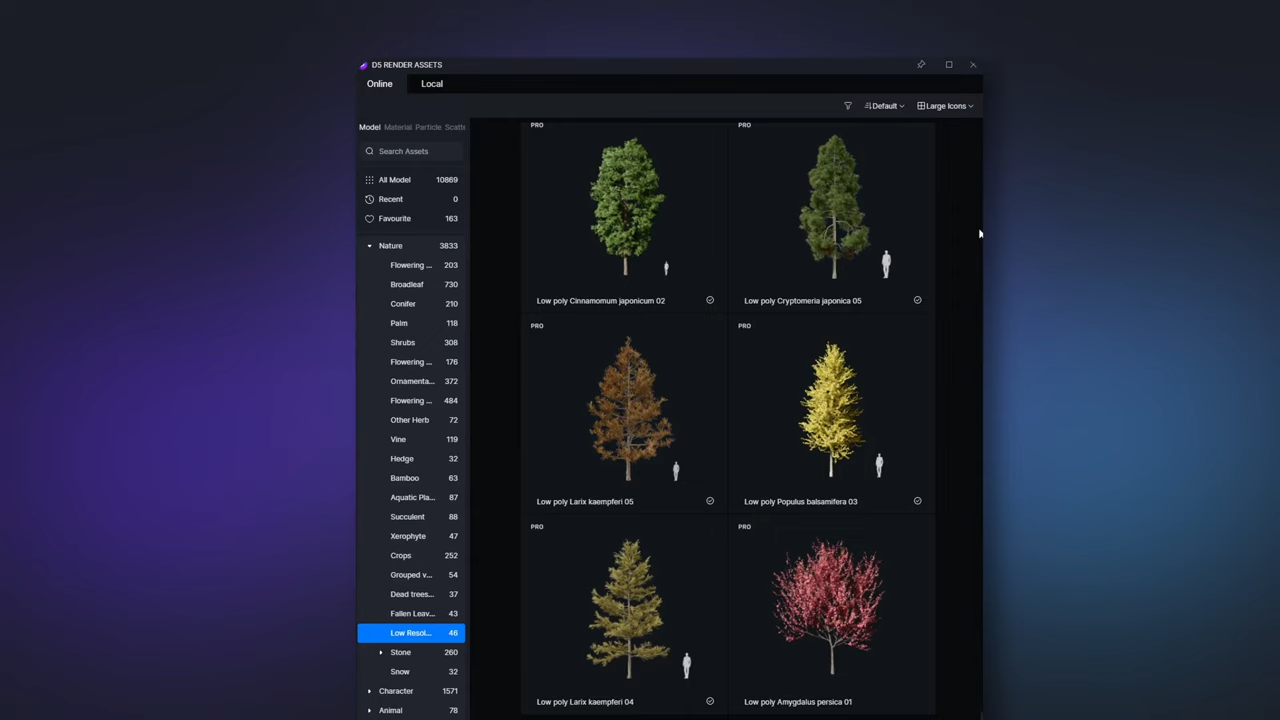 D5 RENDER ASSETS
Online Local
Default Large Icons
Model Material Particle Scatte
Search Assets
All Model 10869
Recent 0
Favourite 163
Nature 3833
Flowering ... 203
Broadleaf 730
Conifer 210
Palm 118
Shrubs 308
Flowering ... 176
Ornamenta... 372
Flowering ... 484
Other Herb 72
Vine 119
Hedge 32
Bamboo 63
Aquatic Pla... 87
Succulent 88
Xerophyte 47
Crops 252
Grouped v... 54
Dead trees... 37
Fallen Leav... 43
Low Resol... 46
Stone 260
Snow 32
Character 1571
Animal 78
PRO PRO
Low poly Cinnamomum japonicum 02 Low poly Cryptomeria japonica 05
PRO PRO
Low poly Larix kaempferi 05 Low poly Populus balsamifera 03
PRO PRO
Low poly Larix kaempferi 04 Low poly Amygdalus persica 01